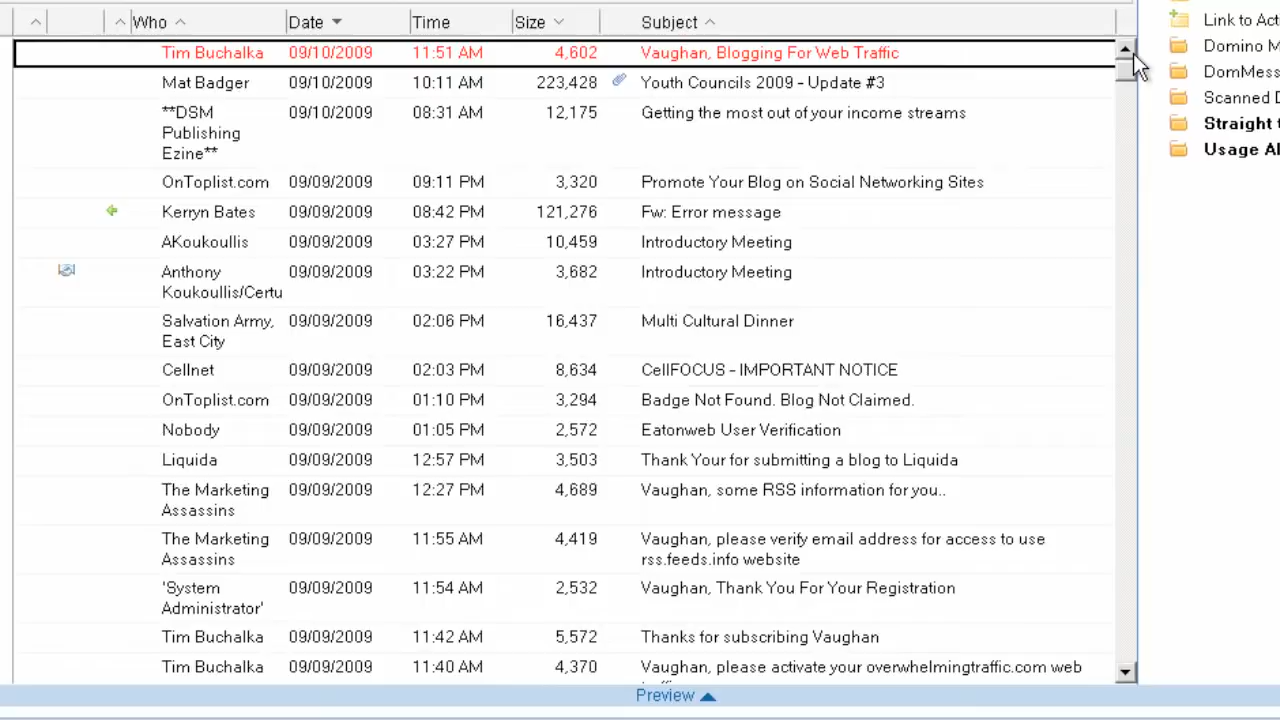 Who Date Time Size Subject
Tim Buchalka 09/10/2009 11:51 AM 4,602 Vaughan, Blogging For Web Traffic
Mat Badger 09/10/2009 10:11 AM 223,428 Youth Councils 2009 - Update #3
**DSM 09/10/2009 08:31 AM 12,175 Getting the most out of your income streams
Publishing
Ezine**
OnToplist.com 09/09/2009 09:11 PM 3,320 Promote Your Blog on Social Networking Sites
Kerryn Bates 09/09/2009 08:42 PM 121,276 Fw: Error message
AKoukoullis 09/09/2009 03:27 PM 10,459 Introductory Meeting
Anthony 09/09/2009 03:22 PM 3,682 Introductory Meeting
Koukoullis/Certu
Salvation Army, 09/09/2009 02:06 PM 16,437 Multi Cultural Dinner
East City
Cellnet 09/09/2009 02:03 PM 8,634 CellFOCUS - IMPORTANT NOTICE
OnToplist.com 09/09/2009 01:10 PM 3,294 Badge Not Found. Blog Not Claimed.
Nobody 09/09/2009 01:05 PM 2,572 Eatonweb User Verification
Liquida 09/09/2009 12:57 PM 3,503 Thank Your for submitting a blog to Liquida
The Marketing 09/09/2009 12:27 PM 4,689 Vaughan, some RSS information for you..
Assassins
The Marketing 09/09/2009 11:55 AM 4,419 Vaughan, please verify email address for access to use
Assassins rss.feeds.info website
'System 09/09/2009 11:54 AM 2,532 Vaughan, Thank You For Your Registration
Administrator'
Tim Buchalka 09/09/2009 11:42 AM 5,572 Thanks for subscribing Vaughan
Tim Buchalka 09/09/2009 11:40 AM 4,370 Vaughan, please activate your overwhelmingtraffic.com web
Preview
Link to Act
Domino M
DomMess
Scanned D
Straight t
Usage Al